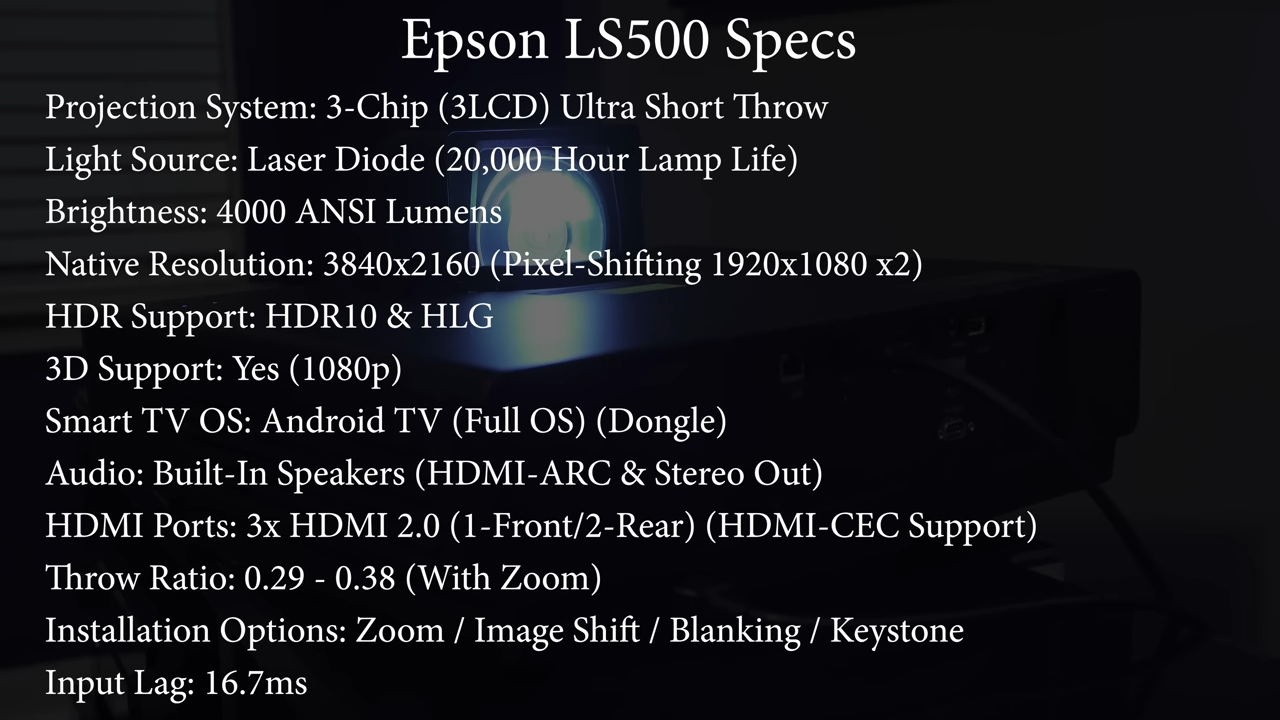 Epson LS500 Specs
Projection System: 3-Chip (3LCD) Ultra Short Throw
Light Source: Laser Diode (20,000 Hour Lamp Life)
Brightness: 4000 ANSI Lumens
Native Resolution: 3840x2160 (Pixel-Shifting 1920x1080 x2)
HDR Support: HDR10 & HLG
3D Support: Yes (1080p)
Smart TV OS: Android TV (Full OS) (Dongle)
Audio: Built-In Speakers (HDMI-ARC & Stereo Out)
HDMI Ports: 3x HDMI 2.0 (1-Front/2-Rear) (HDMI-CEC Support)
Throw Ratio: 0.29 - 0.38 (With Zoom)
Installation Options: Zoom / Image Shift / Blanking / Keystone
Input Lag: 16.7ms